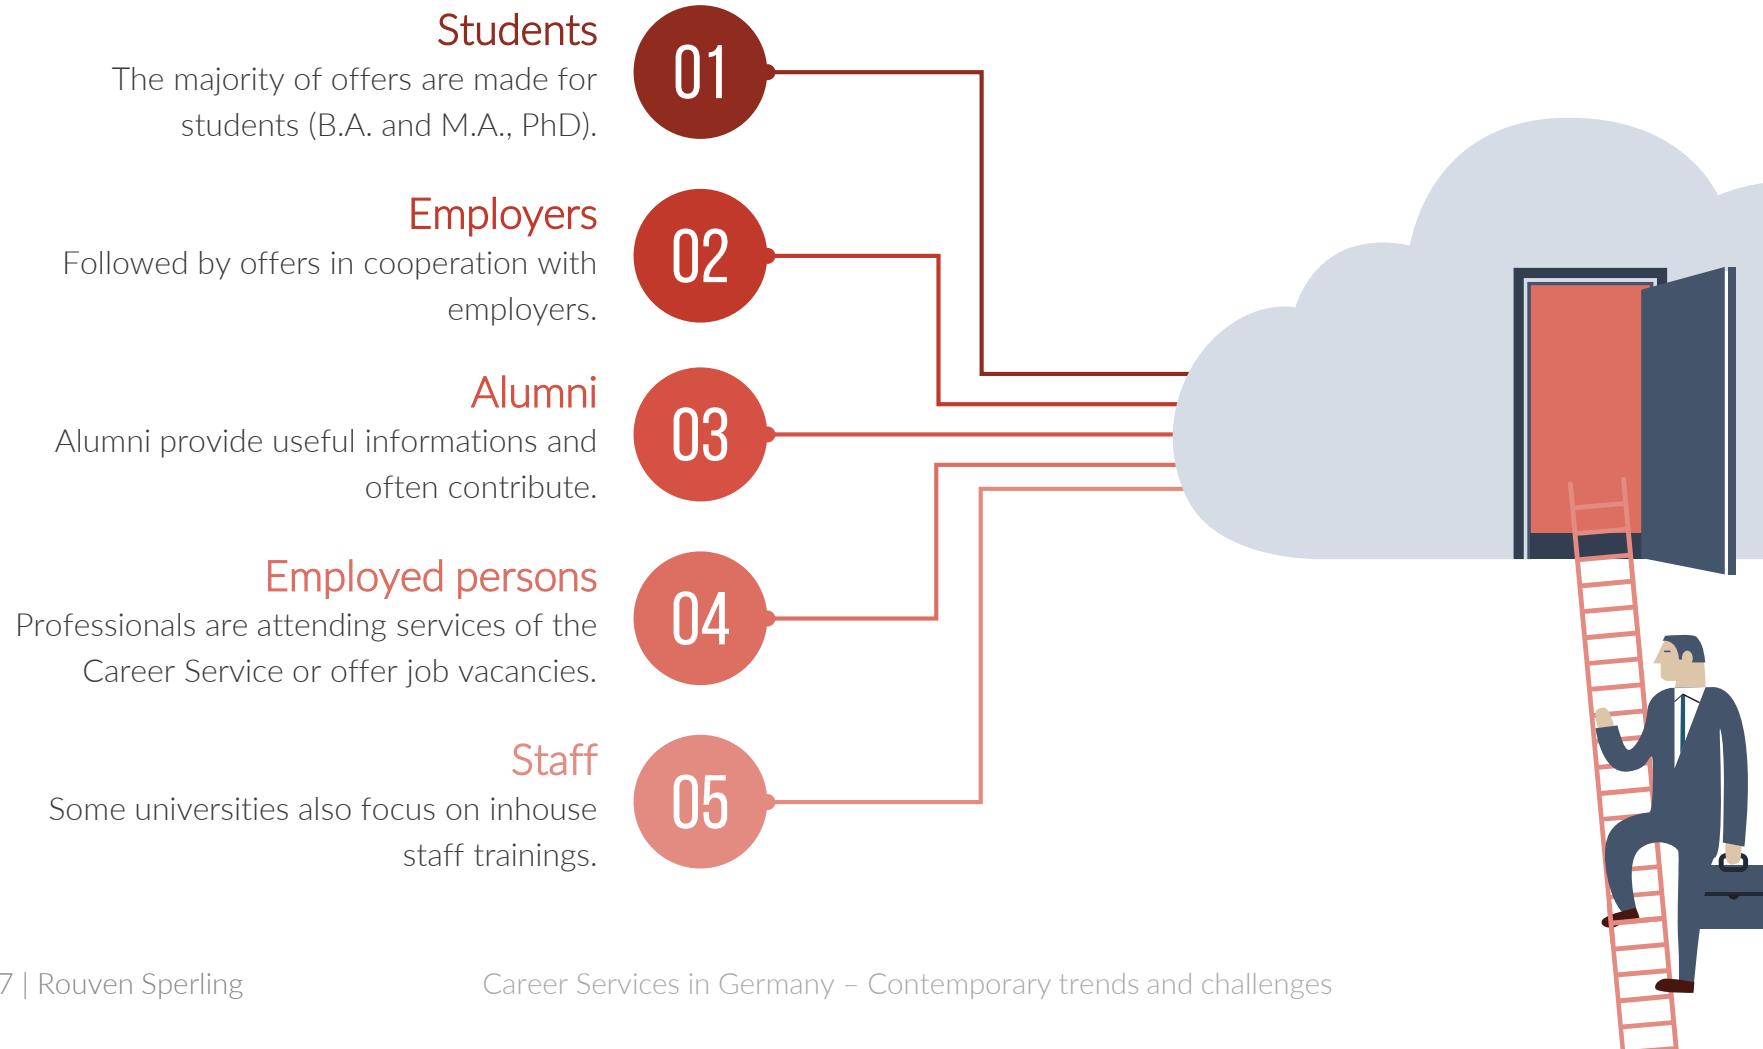 Students
01
The majority of offers are made for
students (B.A. and M.A., PhD).
Employers
02
Followed by offers in cooperation with
employers.
Alumni
03
Alumni provide useful informations and
often contribute.
Employed persons
04
Professionals are attending services of the
Career Service or offer job vacancies.
Staff
05
Some universities also focus on inhouse
staff trainings.
7 | Rouven Sperling
Career Services in Germany – Contemporary trends and challenges